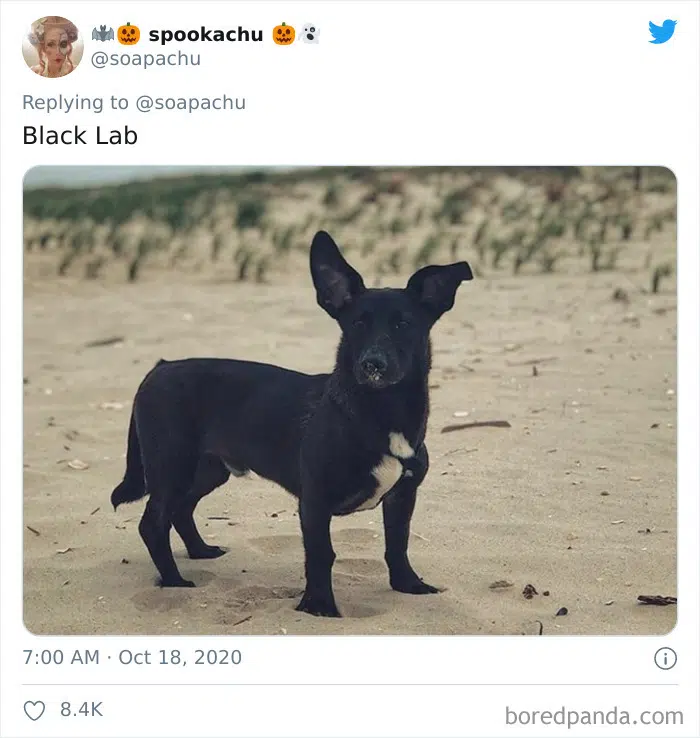 🦇🎃 spookachu 🎃👻
@soapachu
Replying to @soapachu
Black Lab
7:00 AM · Oct 18, 2020
8.4K
boredpanda.com